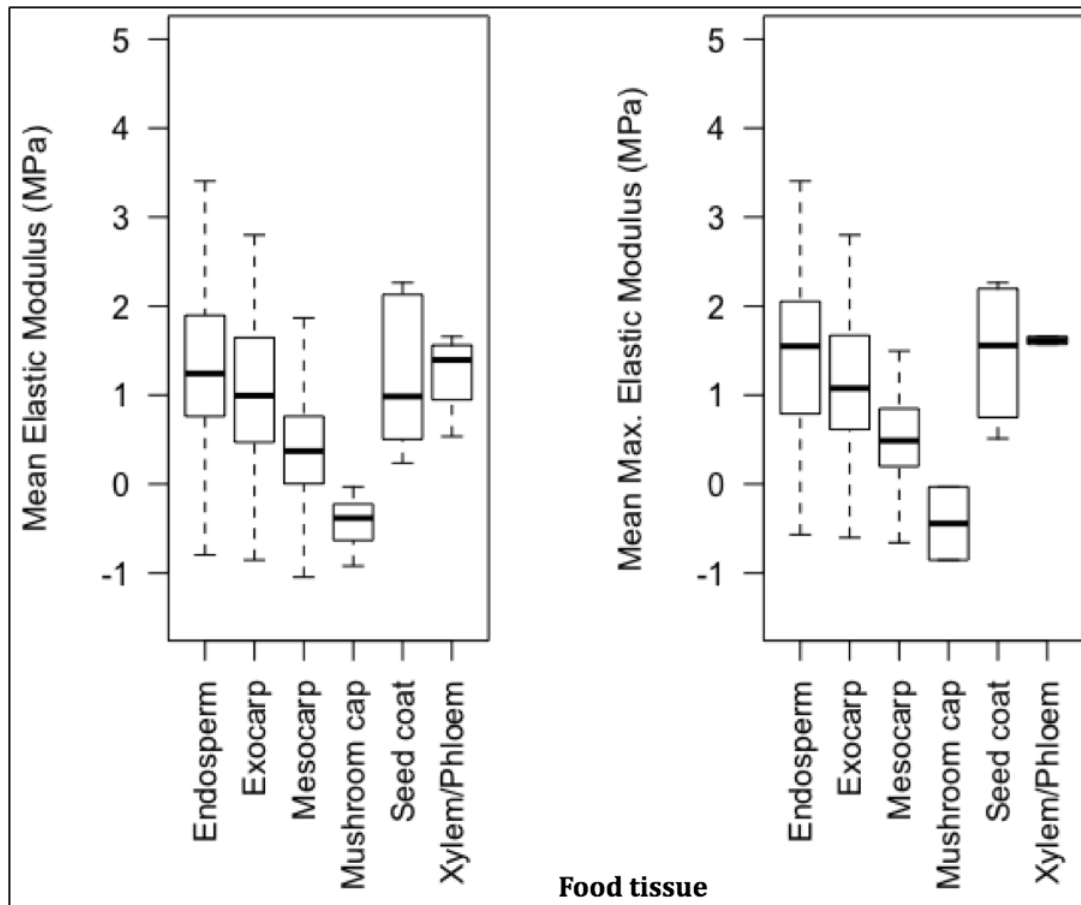 Mean Elastic Modulus (MPa)
5
4
3
2
1
0
-1
Endosperm
Exocarp
Mesocarp
Mushroom cap
Seed coat
Xylem/Phloem
Mean Max. Elastic Modulus (MPa)
5
4
3
2
1
0
-1
Endosperm
Exocarp
Mesocarp
Mushroom cap
Seed coat
Xylem/Phloem
Food tissue